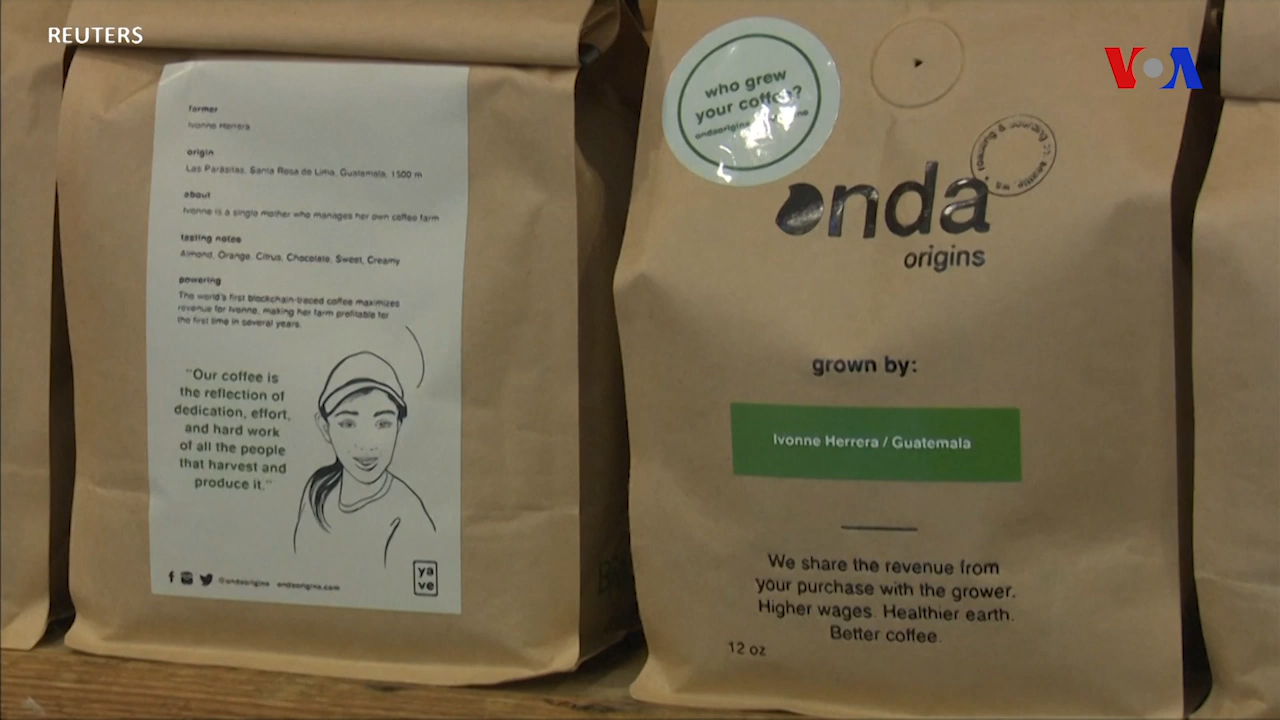 REUTERS
VOA
farmer
Ivonne Herrera
origin
Las Parasitas, Santa Rosa de Lima, Guatemala, 1500 m
about
Ivonne is a single mother who manages her own coffee farm
tasting notes
Almond, Orange, Citrus, Chocolate, Sweet, Creamy
powering
The world's first blockchain-traced coffee maximizes
revenue for Ivonne, making her farm profitable for
the first time in several years.
"Our coffee is
the reflection of
dedication, effort,
and hard work
of all the people
that harvest and
produce it."
@ondaorigins ondaorigins.com
ya
ve
who grew
your coffee?
onda
origins
grown by:
Ivonne Herrera / Guatemala
We share the revenue from
your purchase with the grower.
Higher wages. Healthier earth.
Better coffee.
12 oz